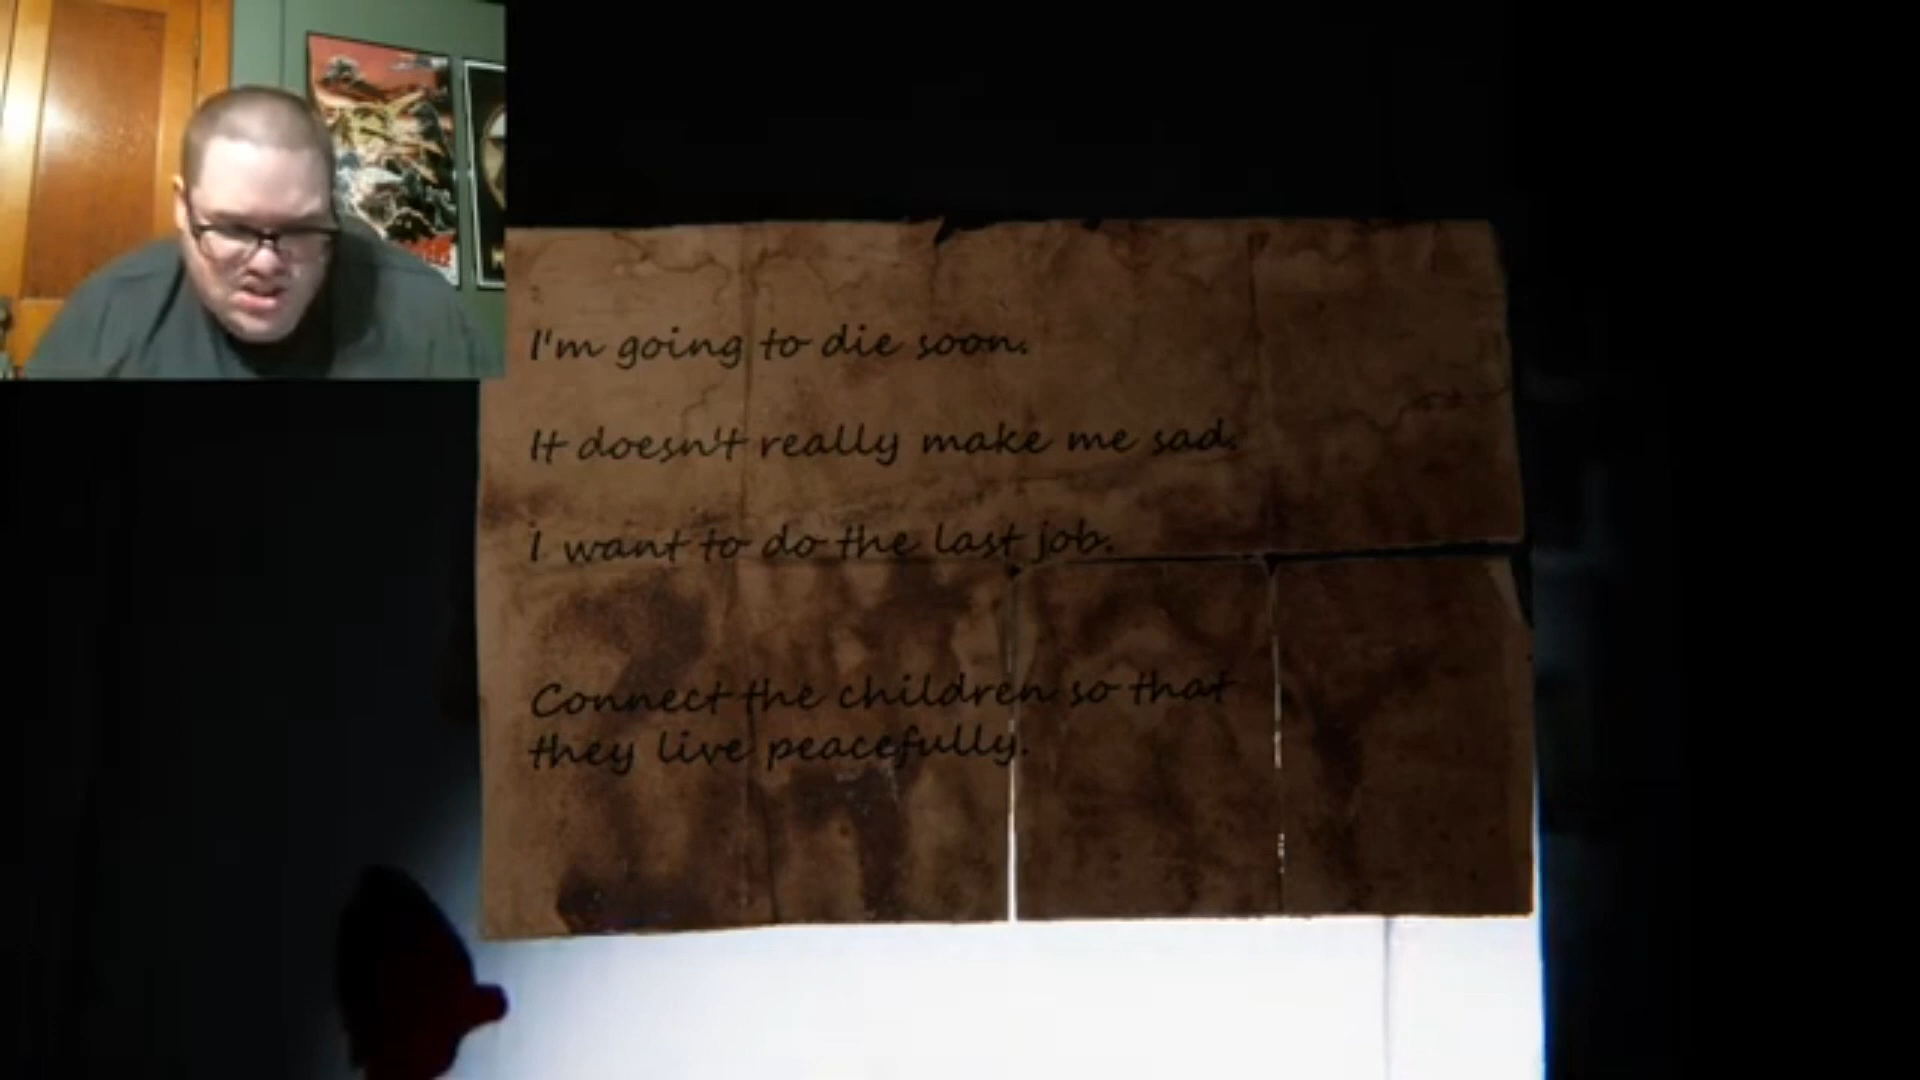 I'm going to die soon.
It doesn't really make me sad.
I want to do the last job.
Connect the children so that
they live peacefully.